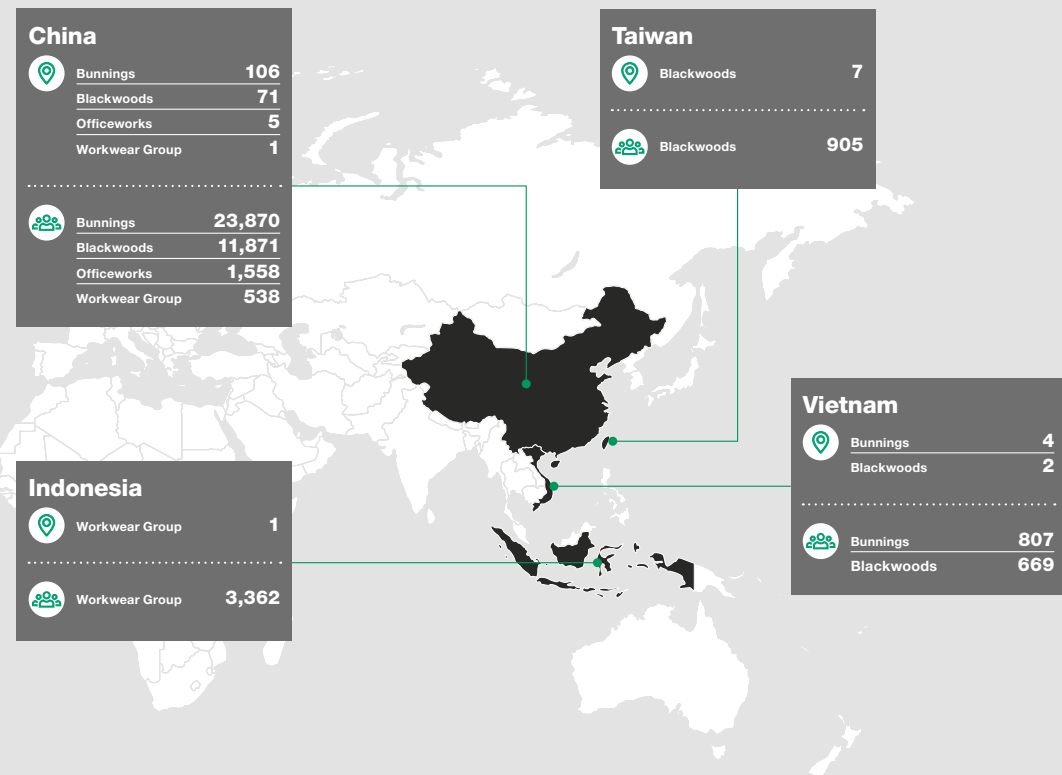 China
Bunnings 106
Blackwoods 71
Officeworks 5
Workwear Group 1
Bunnings 23,870
Blackwoods 11,871
Officeworks 1,558
Workwear Group 538
Taiwan
Blackwoods 7
Blackwoods 905
Vietnam
Bunnings 4
Blackwoods 2
Bunnings 807
Blackwoods 669
Indonesia
Workwear Group 1
Workwear Group 3,362